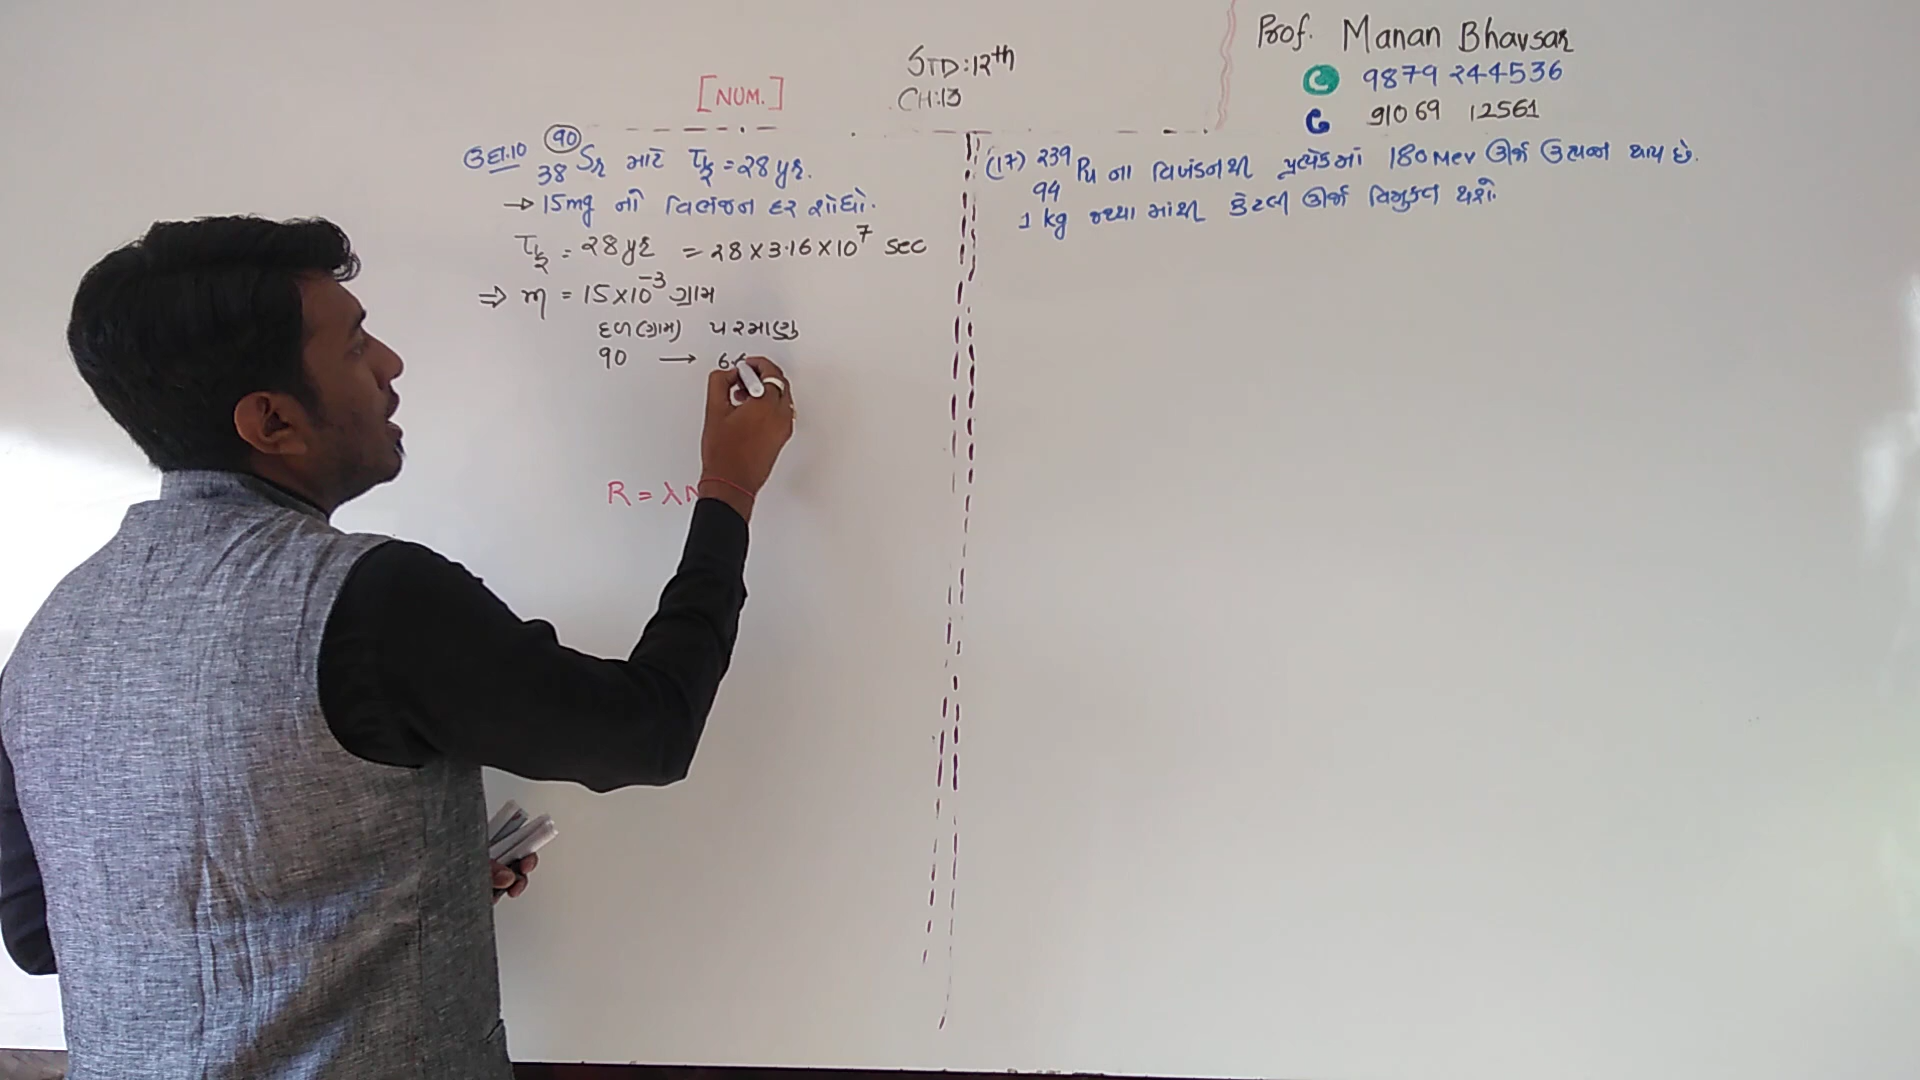 Prof. Manan Bhavsar
9879 244536
91069 12561
STD:12th
CH:13
[NUM.]
ઉદા.10 90 38 Sr માટે T½ = 28 yr.
→ 15mg નો વિભંજન દર શોધો.
T½ = 28 yr = 28 × 3.16 × 10⁷ sec
⇒ m = 15×10⁻³ ગ્રામ
દળ(ગ્રામ) પરમાણુ
90 → 6.
R = λN
(17) 239 94 Pu ના વિખંડનથી પ્રત્યેકમાં 180 Mev ઊર્જા ઉત્પન્ન થાય છે.
1 kg જથ્થા માંથી કેટલી ઊર્જા વિમુક્ત થશે.